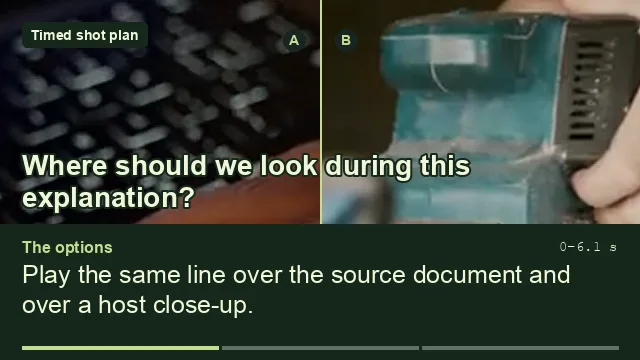 Timed shot plan
A
B
Where should we look during this
explanation?
The options
0–6.1 s
Play the same line over the source document and
over a host close-up.